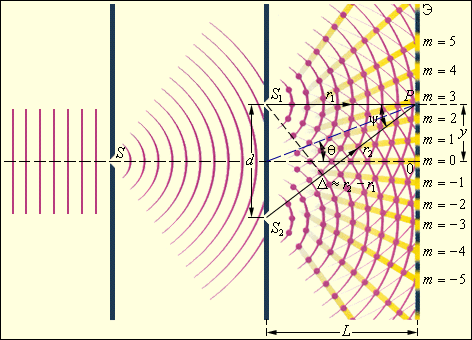 Э
m = 5
m = 4
S₁
r₁
P
m = 3
ψ
m = 2
y
S
m = 1
d
θ
r₂
0
m = 0
Δ ≈ r₂ − r₁
m = −1
m = −2
S₂
m = −3
m = −4
m = −5
L